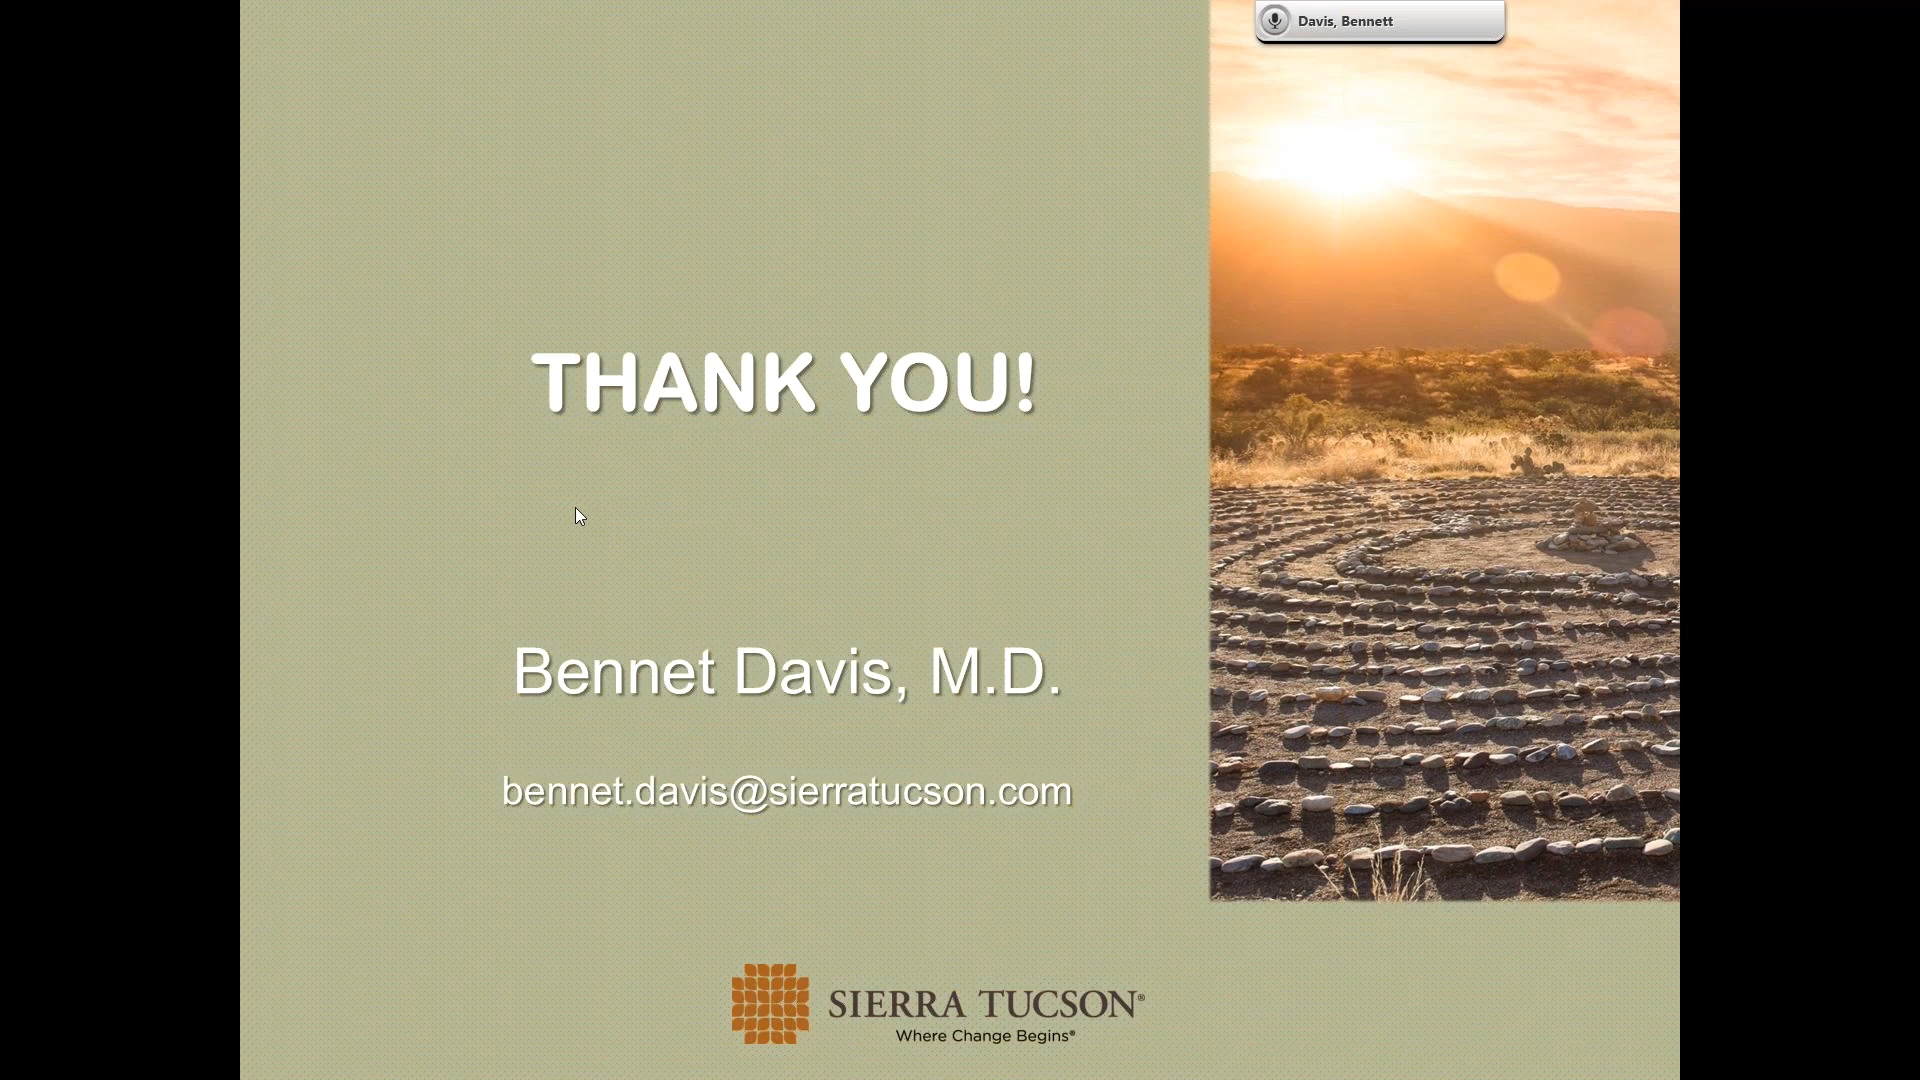 Davis, Bennett
THANK YOU!
Bennet Davis, M.D.
bennet.davis@sierratucson.com
SIERRA TUCSON®
Where Change Begins®